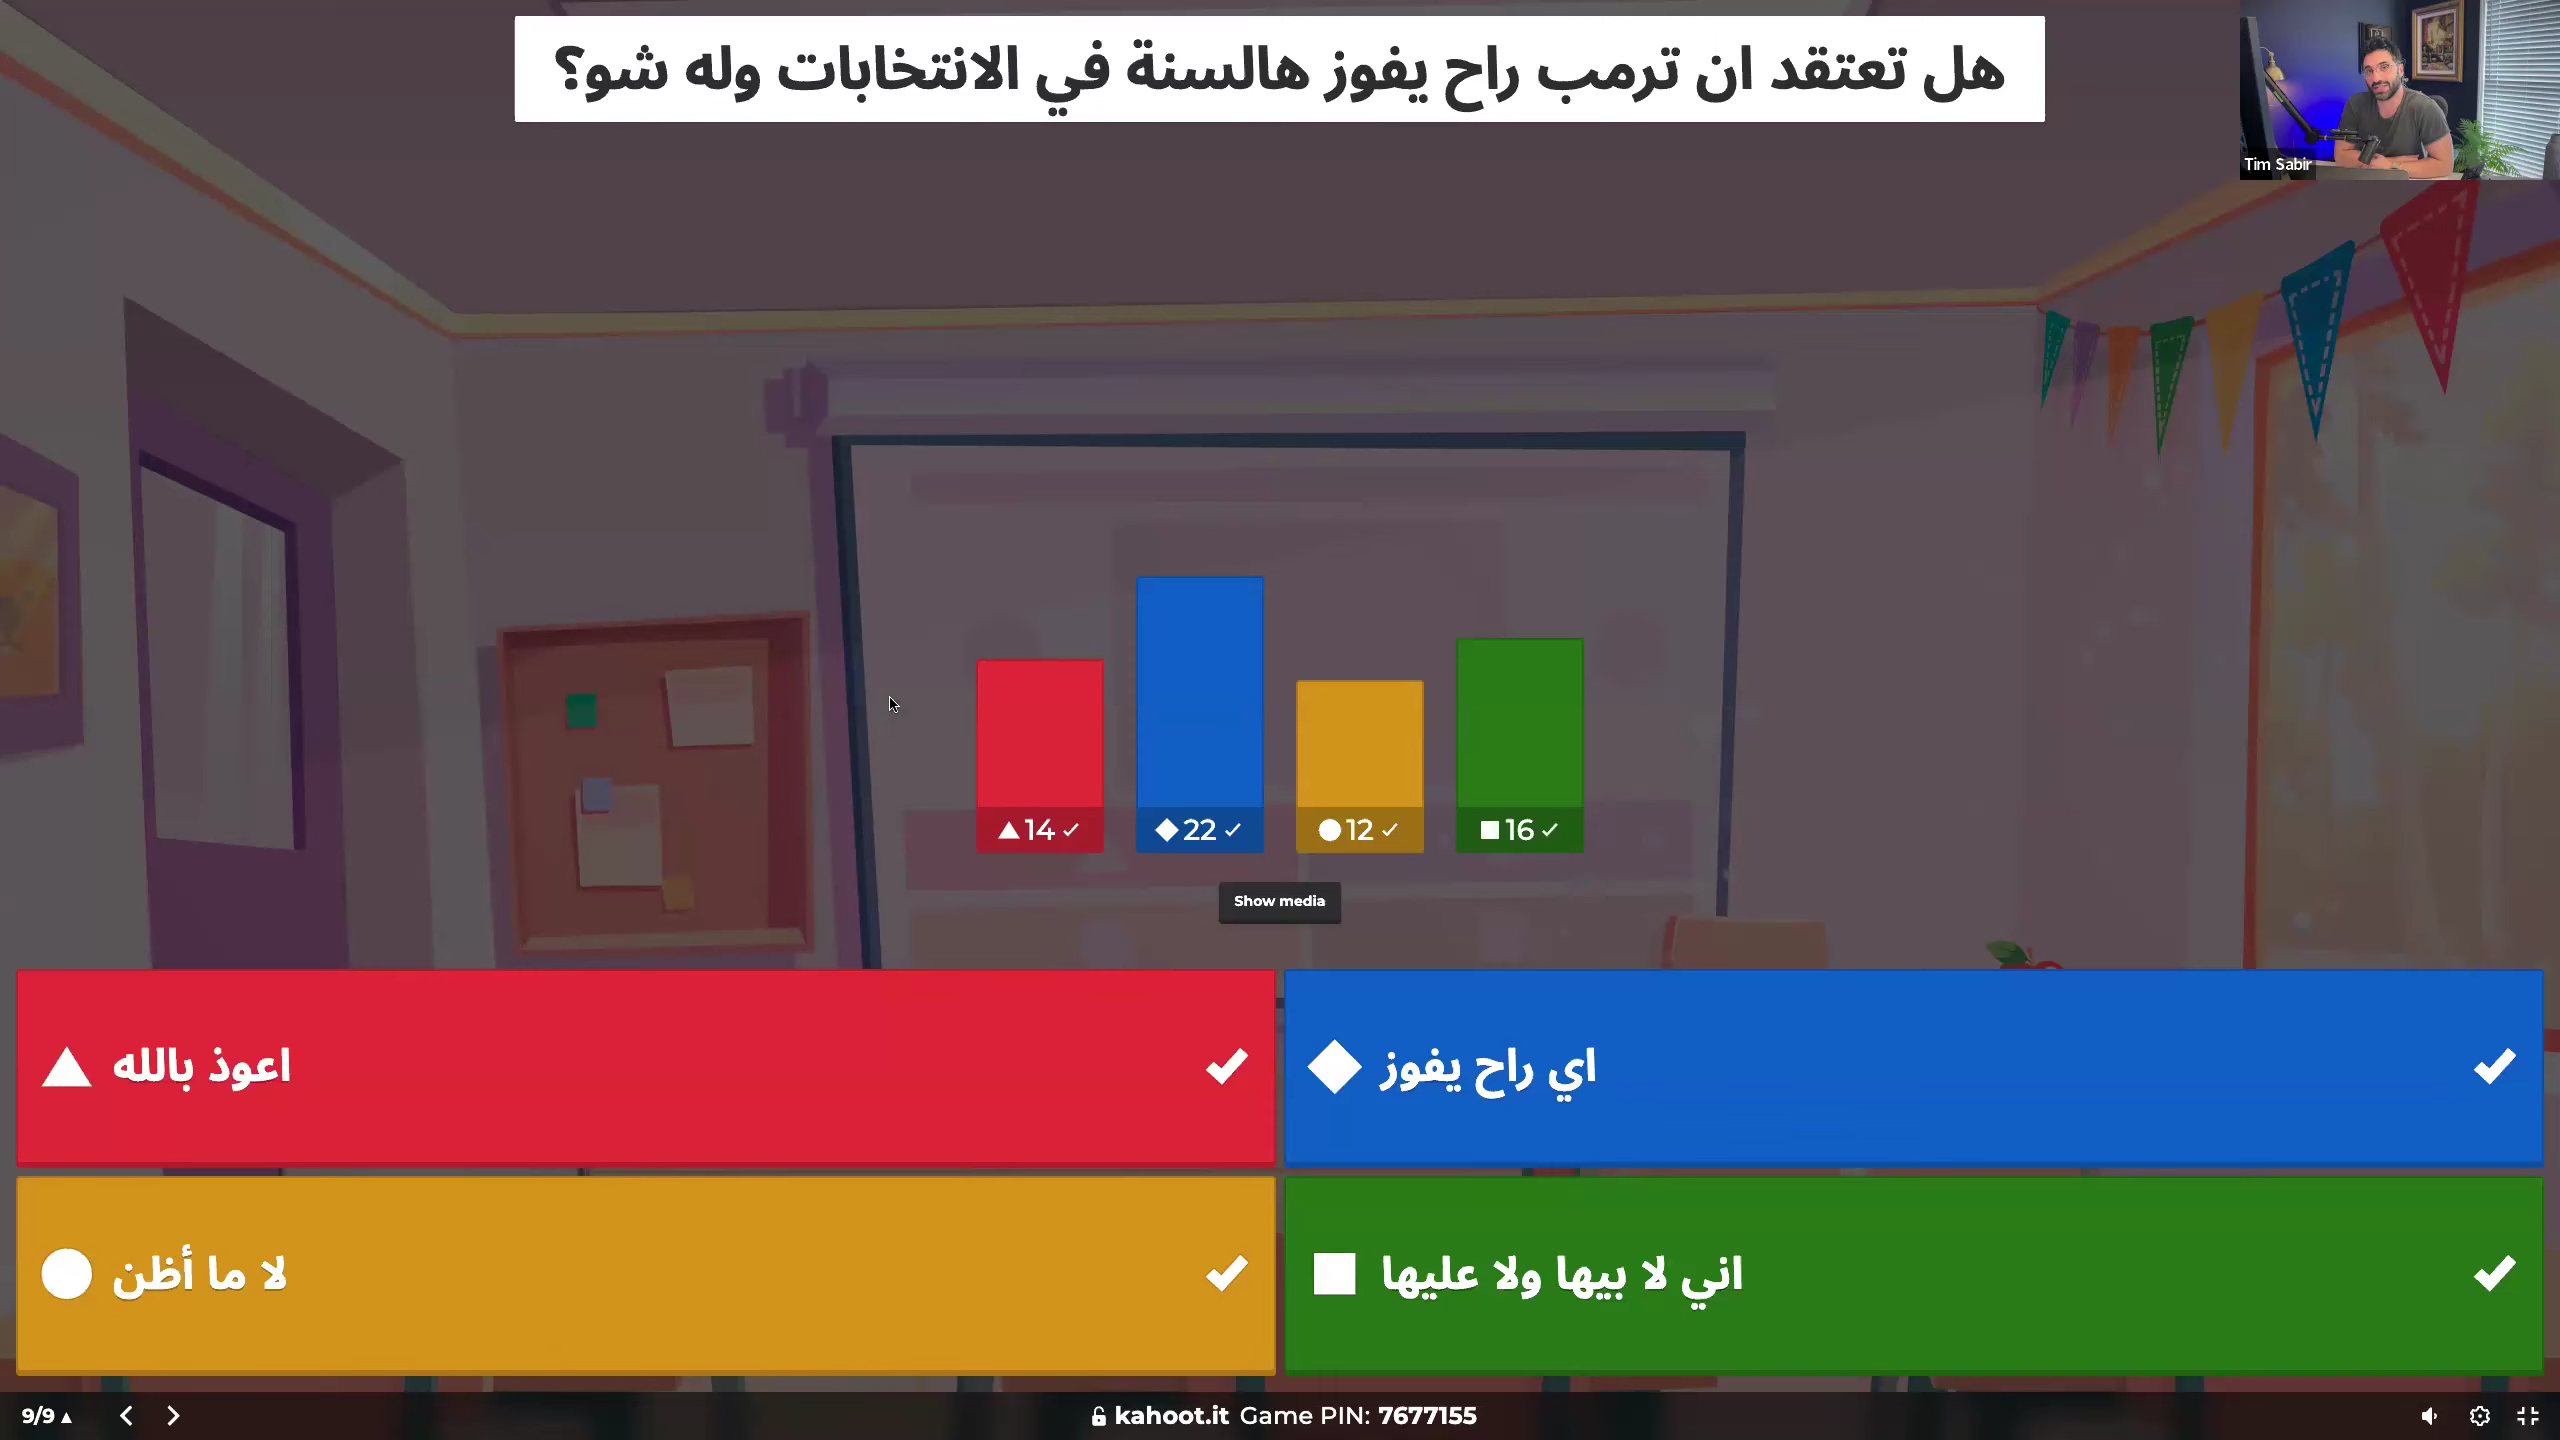 هل تعتقد ان ترمب راح يفوز هالسنة في الانتخابات وله شو؟
Tim Sabir
14
22
12
16
Show media
اعوذ بالله
اي راح يفوز
لا ما أظن
اني لا بيها ولا عليها
9/9
kahoot.it Game PIN: 7677155